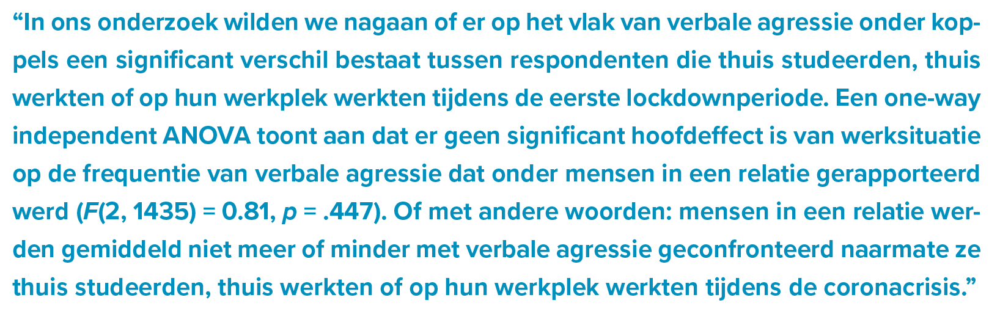 “In ons onderzoek wilden we nagaan of er op het vlak van verbale agressie onder kop-
pels een significant verschil bestaat tussen respondenten die thuis studeerden, thuis
werkten of op hun werkplek werkten tijdens de eerste lockdownperiode. Een one-way
independent ANOVA toont aan dat er geen significant hoofdeffect is van werksituatie
op de frequentie van verbale agressie dat onder mensen in een relatie gerapporteerd
werd (F(2, 1435) = 0.81, p = .447). Of met andere woorden: mensen in een relatie wer-
den gemiddeld niet meer of minder met verbale agressie geconfronteerd naarmate ze
thuis studeerden, thuis werkten of op hun werkplek werkten tijdens de coronacrisis.”